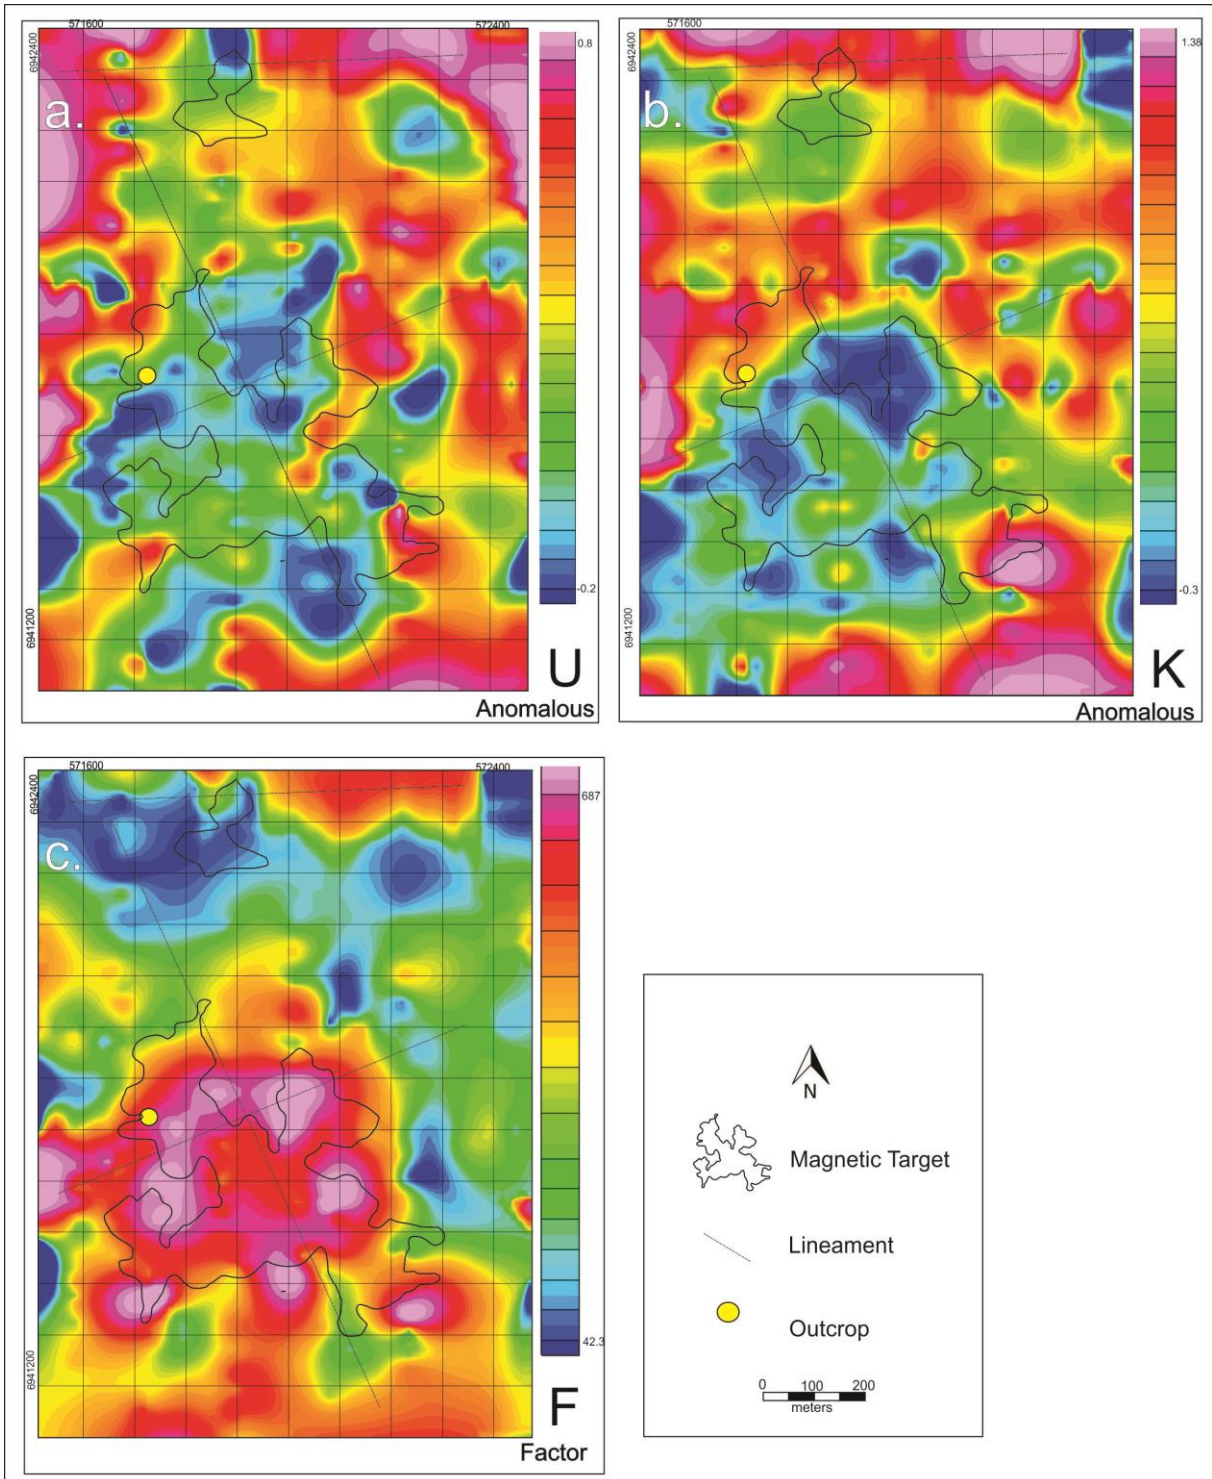 571600
572400
6942400
a.
0.8
-0.2
6941200
U
Anomalous
571600
6942400
b.
1.38
-0.3
6941200
K
Anomalous
571600
572400
6942400
c.
687
42.3
6941200
F
Factor
N
Magnetic Target
Lineament
Outcrop
0 100 200
meters